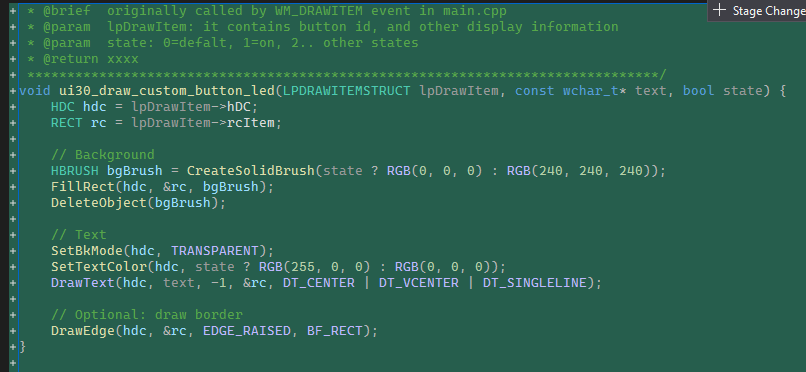 + * @brief  originally called by WM_DRAWITEM event in main.cpp
+ Stage Change
+ * @param  lpDrawItem: it contains button id, and other display information
+ * @param  state: 0=defalt, 1=on, 2.. other states
+ * @return xxxx
+ *******************************************************************************/
+void ui30_draw_custom_button_led(LPDRAWITEMSTRUCT lpDrawItem, const wchar_t* text, bool state) {
+    HDC hdc = lpDrawItem->hDC;
+    RECT rc = lpDrawItem->rcItem;
+
+    // Background
+    HBRUSH bgBrush = CreateSolidBrush(state ? RGB(0, 0, 0) : RGB(240, 240, 240));
+    FillRect(hdc, &rc, bgBrush);
+    DeleteObject(bgBrush);
+
+    // Text
+    SetBkMode(hdc, TRANSPARENT);
+    SetTextColor(hdc, state ? RGB(255, 0, 0) : RGB(0, 0, 0));
+    DrawText(hdc, text, -1, &rc, DT_CENTER | DT_VCENTER | DT_SINGLELINE);
+
+    // Optional: draw border
+    DrawEdge(hdc, &rc, EDGE_RAISED, BF_RECT);
+}
+